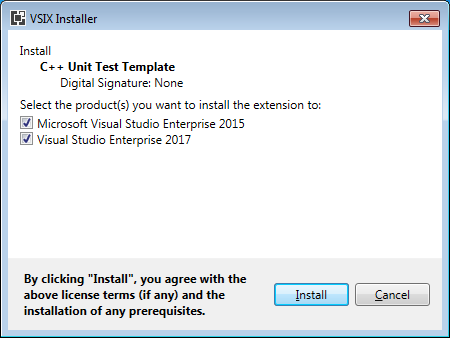 VSIX Installer
Install
C++ Unit Test Template
Digital Signature: None
Select the product(s) you want to install the extension to:
Microsoft Visual Studio Enterprise 2015
Visual Studio Enterprise 2017
By clicking "Install", you agree with the
above license terms (if any) and the
installation of any prerequisites.
Install
Cancel